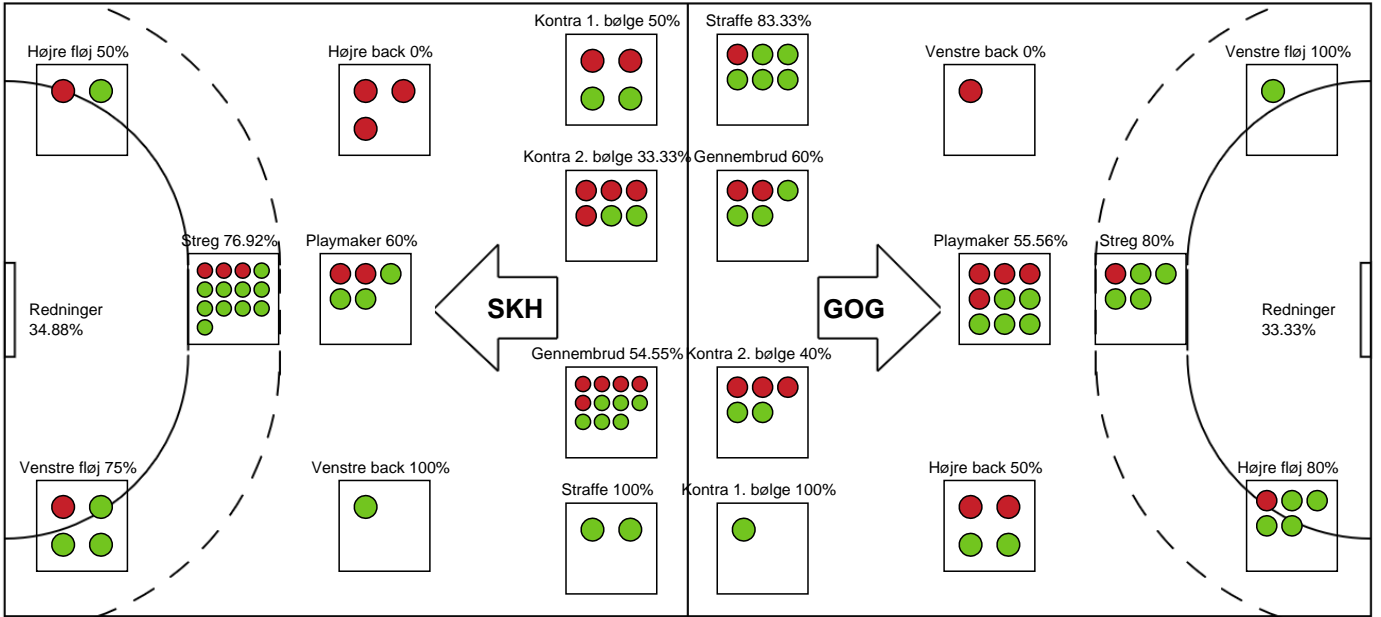 Kontra 1. bølge 50%
Straffe 83.33%
Højre fløj 50%
Højre back 0%
Venstre back 0%
Venstre fløj 100%
Kontra 2. bølge 33.33%
Gennembrud 60%
Streg 76.92%
Playmaker 60%
Playmaker 55.56%
Streg 80%
Redninger
34.88%
SKH
GOG
Redninger
33.33%
Gennembrud 54.55%
Kontra 2. bølge 40%
Venstre fløj 75%
Venstre back 100%
Højre back 50%
Højre fløj 80%
Straffe 100%
Kontra 1. bølge 100%